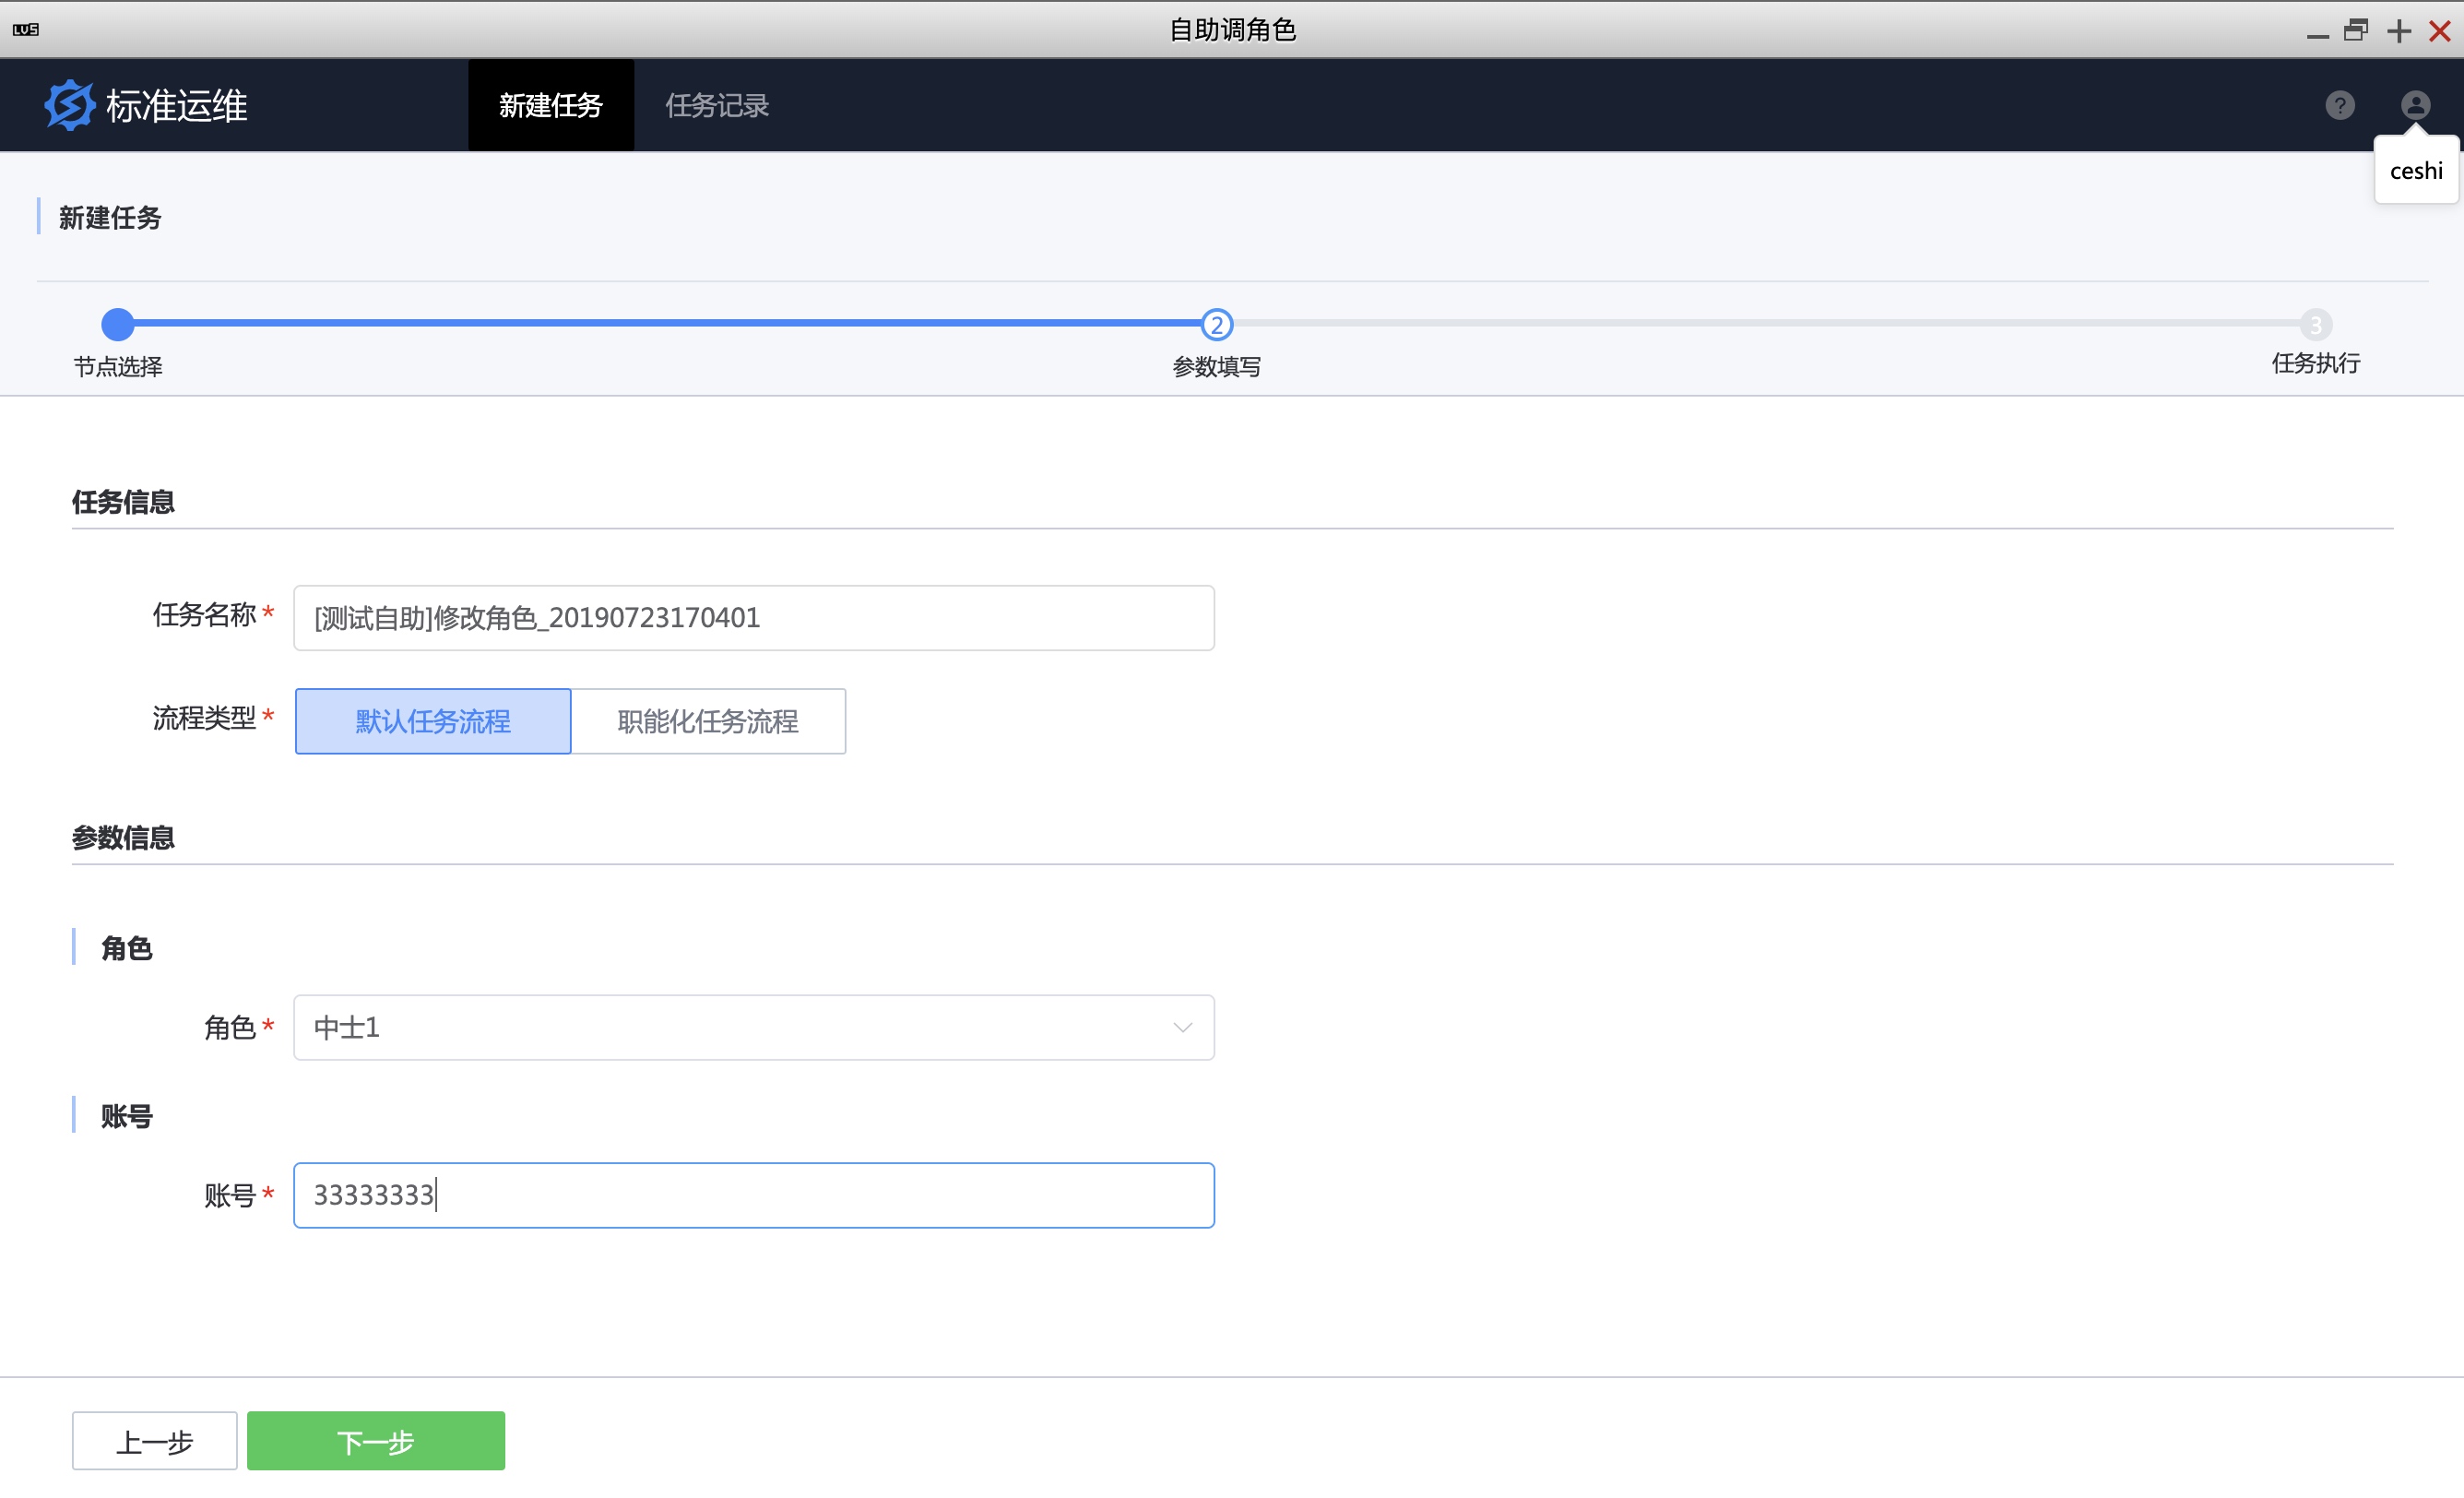 LV5
自助调角色
标准运维
新建任务
任务记录
?
ceshi
新建任务
2
3
节点选择
参数填写
任务执行
任务信息
任务名称*
[测试自助]修改角色_20190723170401
流程类型*
默认任务流程
职能化任务流程
参数信息
角色
角色*
中士1
账号
账号*
33333333
上一步
下一步